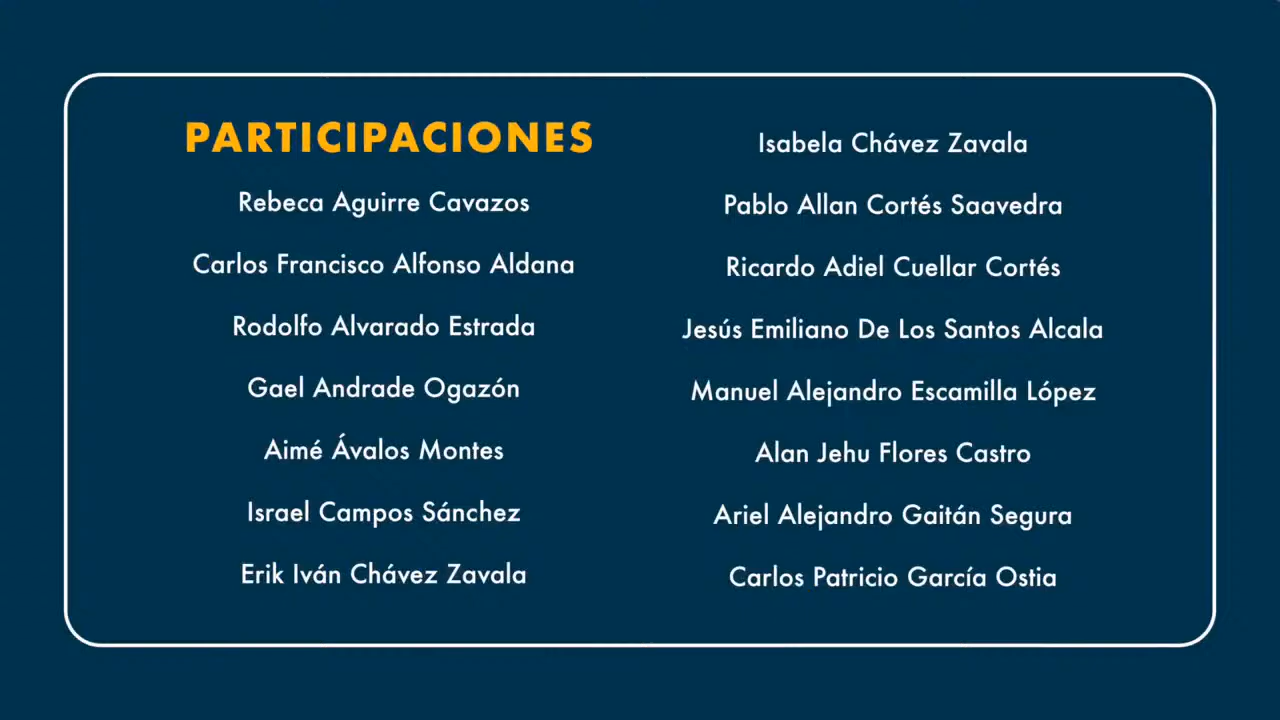 PARTICIPACIONES
Rebeca Aguirre Cavazos
Carlos Francisco Alfonso Aldana
Rodolfo Alvarado Estrada
Gael Andrade Ogazón
Aimé Ávalos Montes
Israel Campos Sánchez
Erik Iván Chávez Zavala
Isabela Chávez Zavala
Pablo Allan Cortés Saavedra
Ricardo Adiel Cuellar Cortés
Jesús Emiliano De Los Santos Alcala
Manuel Alejandro Escamilla López
Alan Jehu Flores Castro
Ariel Alejandro Gaitán Segura
Carlos Patricio García Ostia